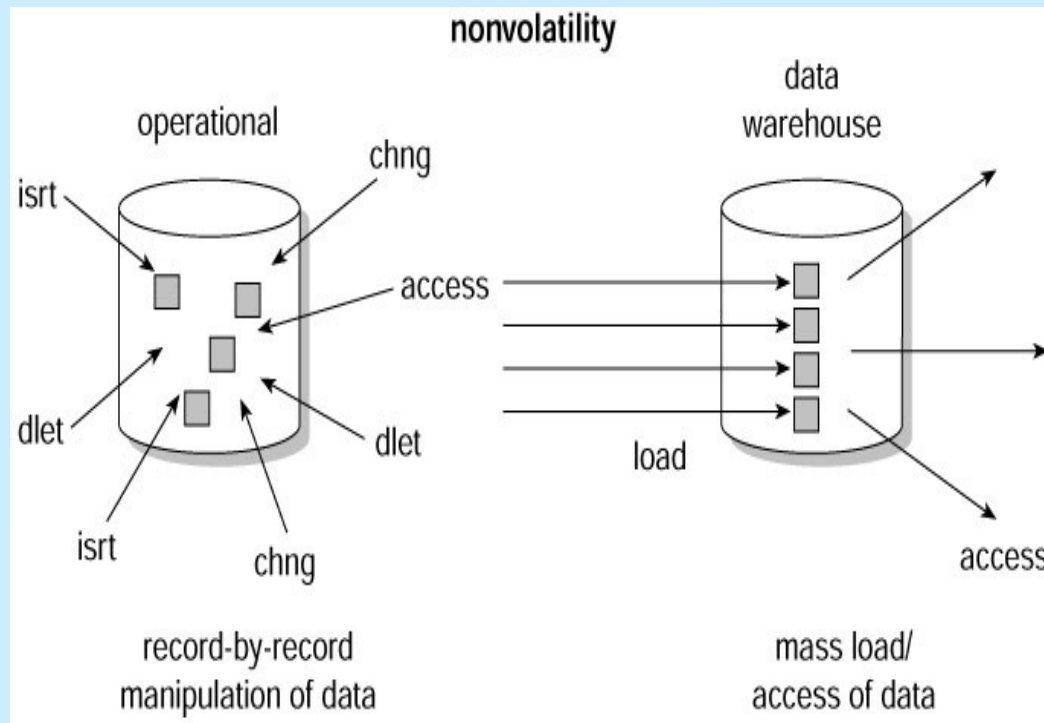 nonvolatility
operational
isrt
chng
access
dlet
dlet
isrt
chng
record-by-record
manipulation of data
data
warehouse
load
access
mass load/
access of data